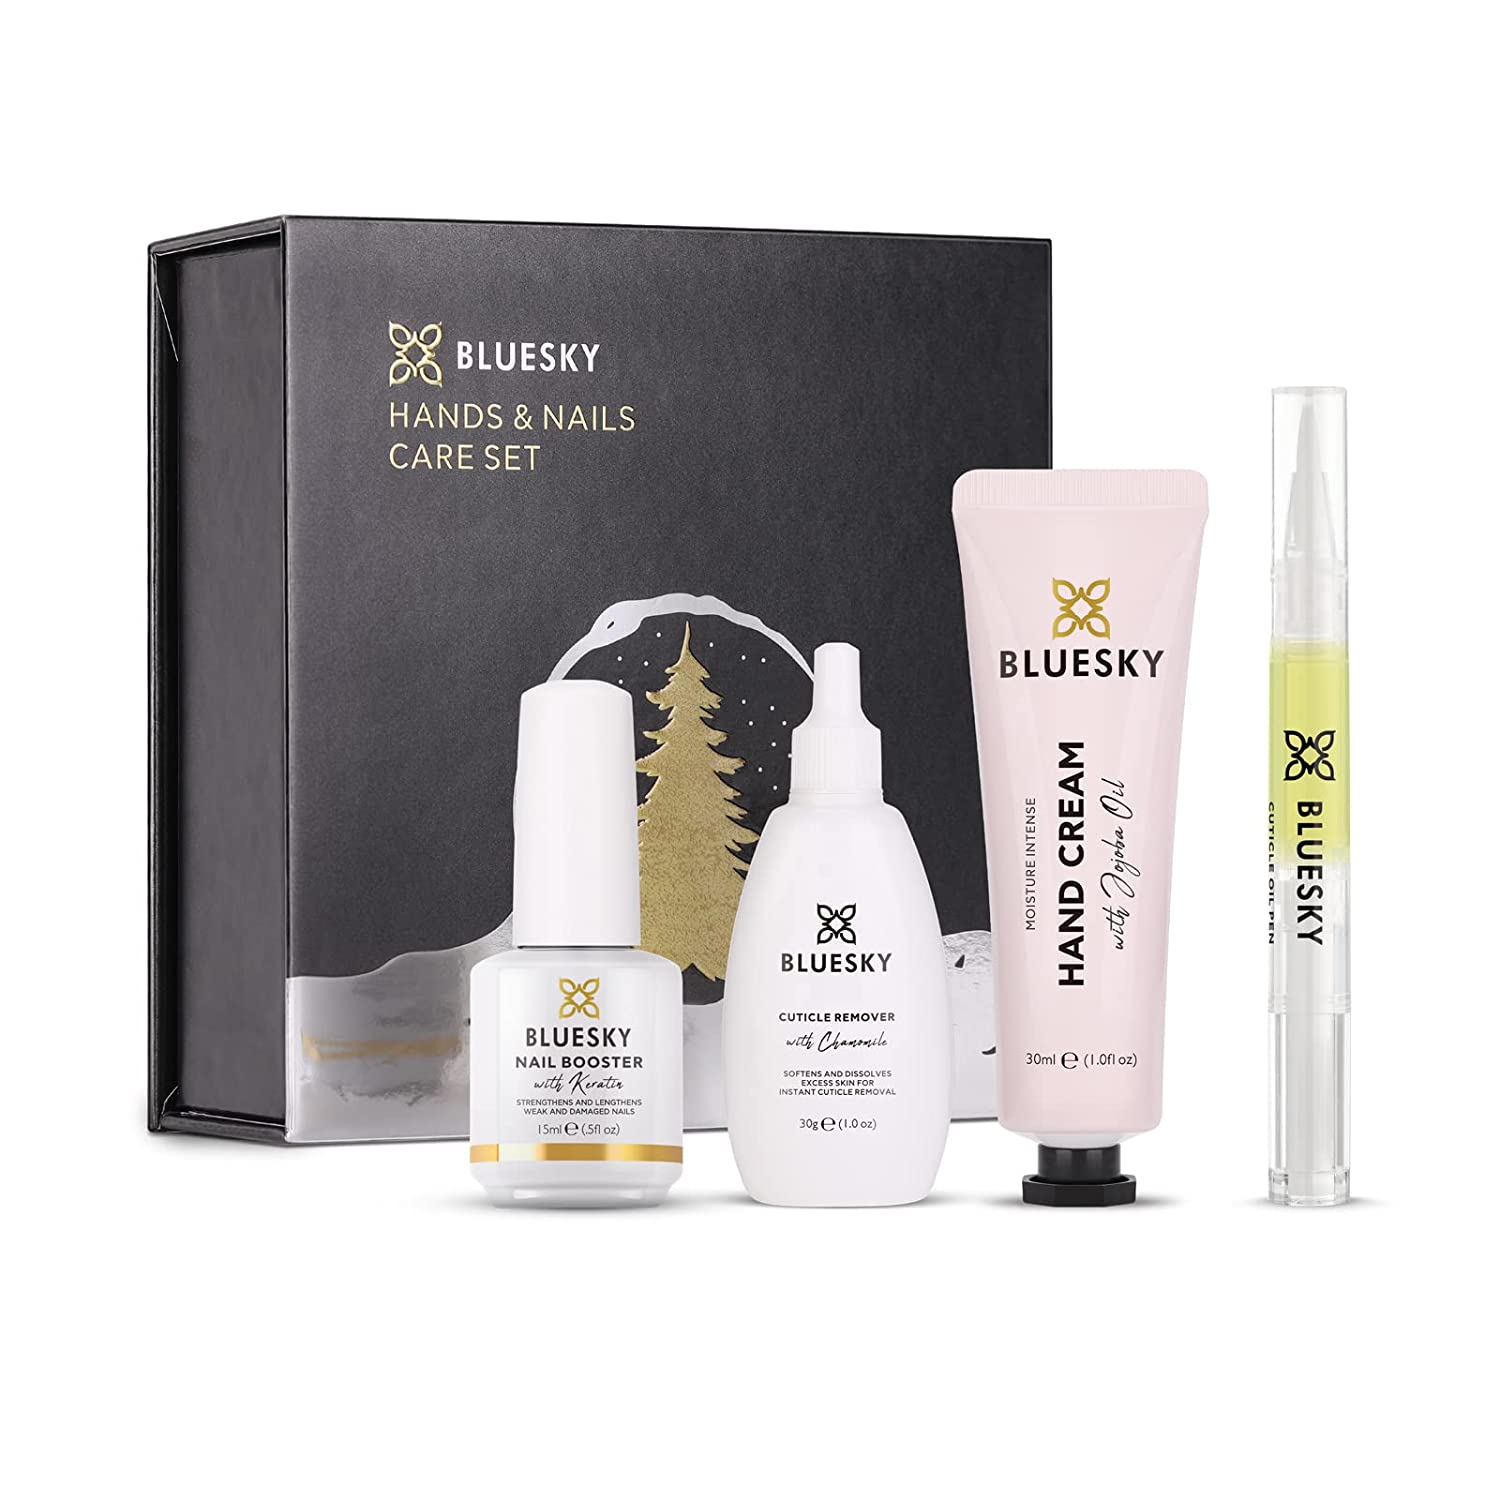 BLUESKY
HANDS & NAILS
CARE SET
BLUESKY
NAIL BOOSTER
with Keratin
STRENGTHENS AND LENGTHENS
WEAK AND DAMAGED NAILS
15ml e (.5fl oz)
BLUESKY
CUTICLE REMOVER
with Chamomile
SOFTENS AND DISSOLVES
EXCESS SKIN FOR
INSTANT CUTICLE REMOVAL
30g e (1.0 oz)
BLUESKY
MOISTURE INTENSE
HAND CREAM
with Jojoba Oil
30ml e (1.0fl oz)
BLUESKY
CUTICLE OIL PEN